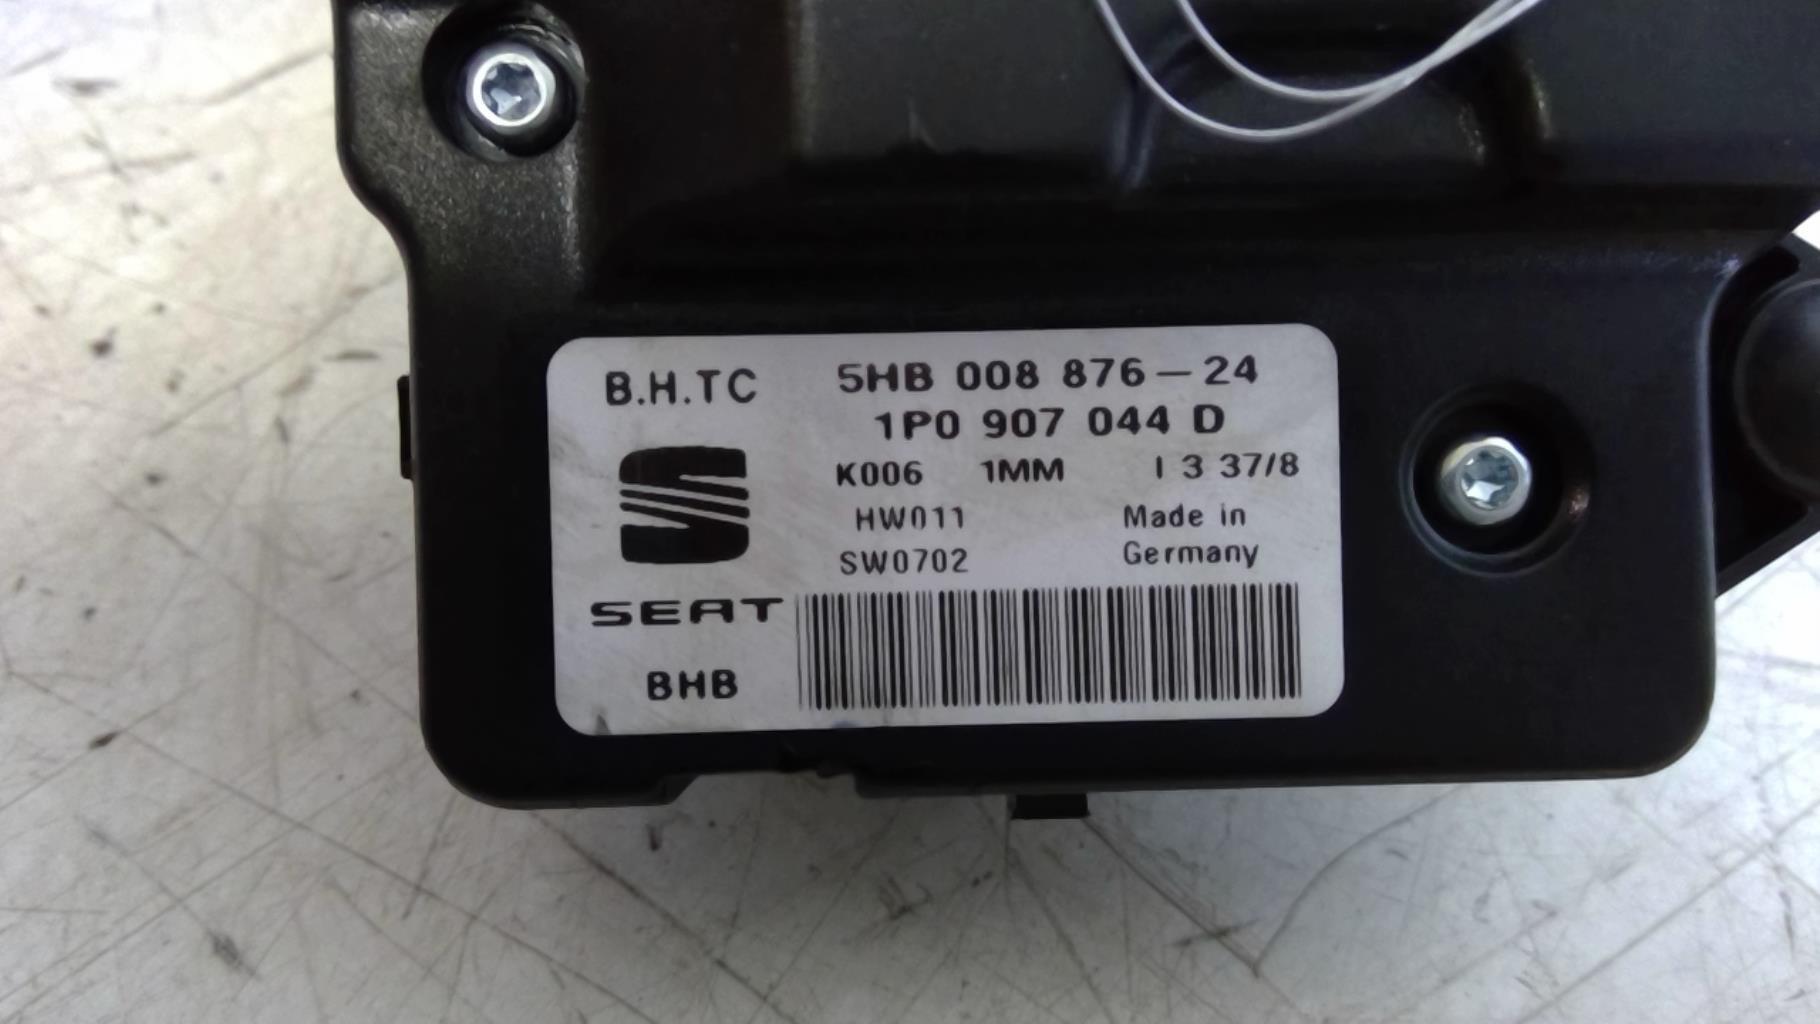 B.H.TC 5HB 008 876-24
1P0 907 044 D
K006 1MM I 3 37/8
HW011 Made in
SW0702 Germany
SEAT
BHB